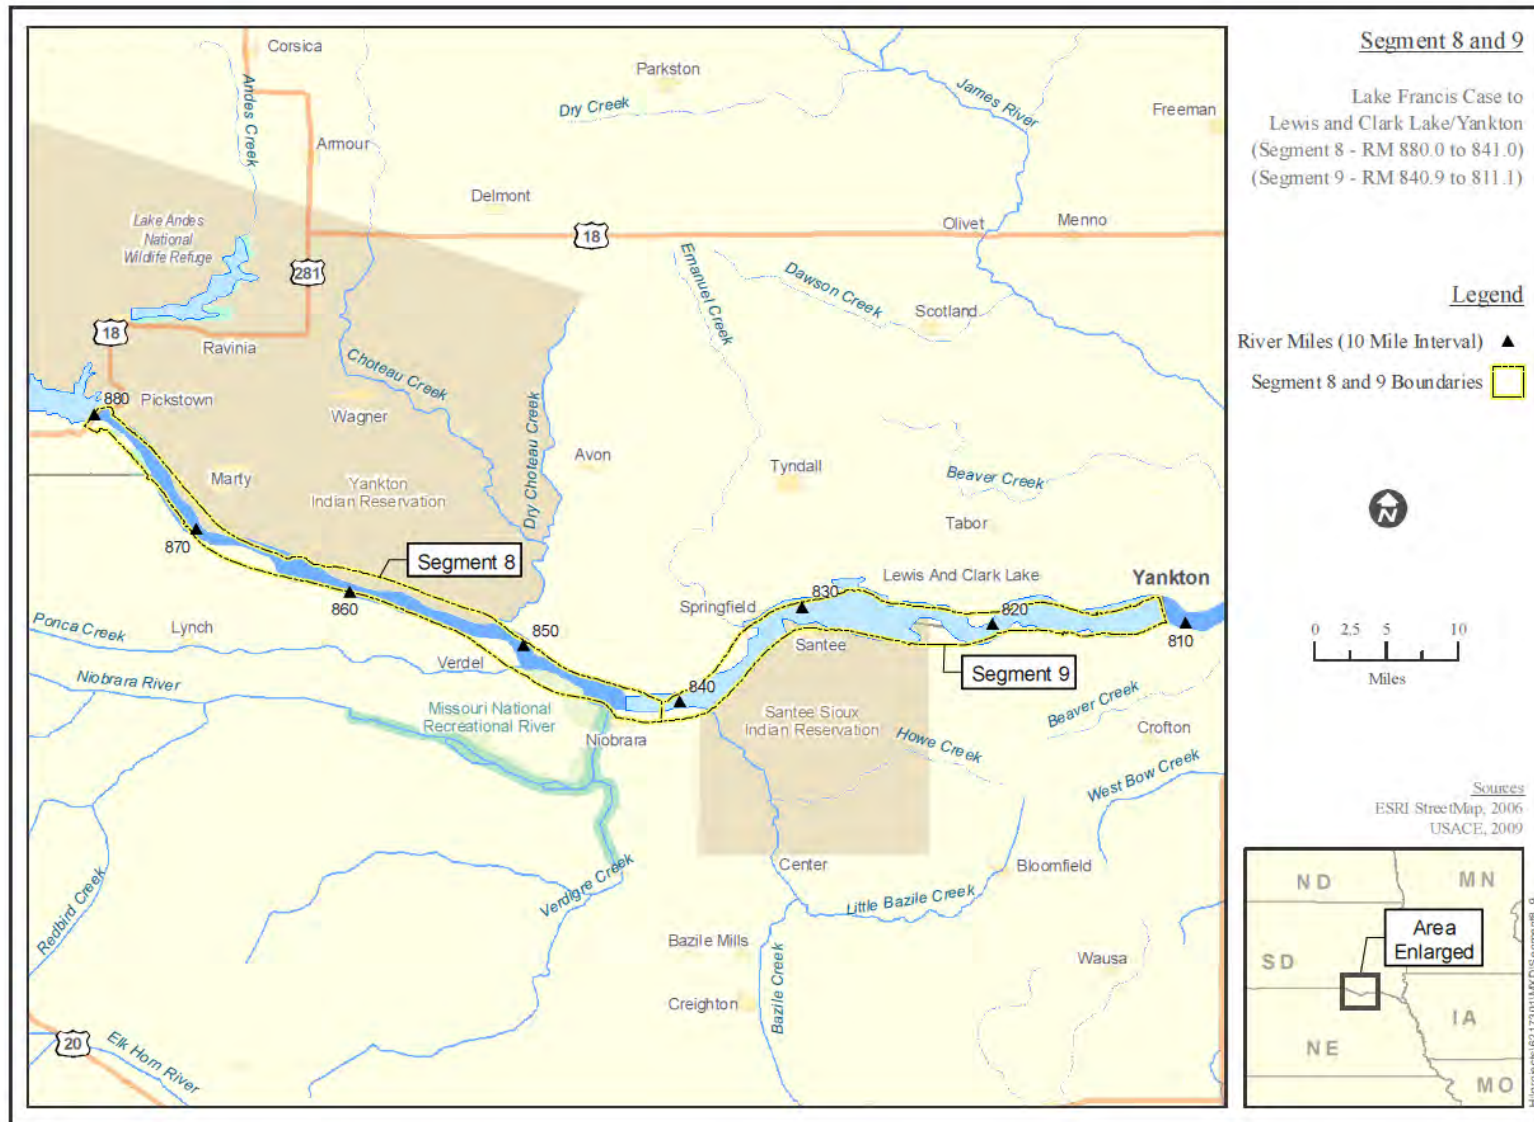 Corsica
Parkston
Andes Creek
Dry Creek
James River
Freeman
Armour
Delmont
Lake Andes
National
Wildlife Refuge
18
Olivet
Menno
281
Emanuel Creek
Dawson Creek
Scotland
18
Ravinia
Choteau Creek
880
Pickstown
Wagner
Dry Choteau Creek
Avon
Tyndall
Marty
Yankton
Indian Reservation
Beaver Creek
Tabor
870
Segment 8
860
Lewis And Clark Lake
Yankton
830
820
810
Springfield
Santee
Ponca Creek
Lynch
850
Verdel
Segment 9
Niobrara River
840
Missouri National
Recreational River
Niobrara
Santee Sioux
Indian Reservation
Beaver Creek
Crofton
Howe Creek
West Bow Creek
Center
Bloomfield
Verdigre Creek
Little Bazile Creek
Redbird Creek
Bazile Mills
Wausa
Creighton
Bazile Creek
20
Elk Horn River
Segment 8 and 9
Lake Francis Case to
Lewis and Clark Lake/Yankton
(Segment 8 - RM 880.0 to 841.0)
(Segment 9 - RM 840.9 to 811.1)
Legend
River Miles (10 Mile Interval)
Segment 8 and 9 Boundaries
N
0 2.5 5 10
Miles
Sources
ESRI StreetMap, 2006
USACE, 2009
ND
MN
Area
Enlarged
SD
IA
NE
MO